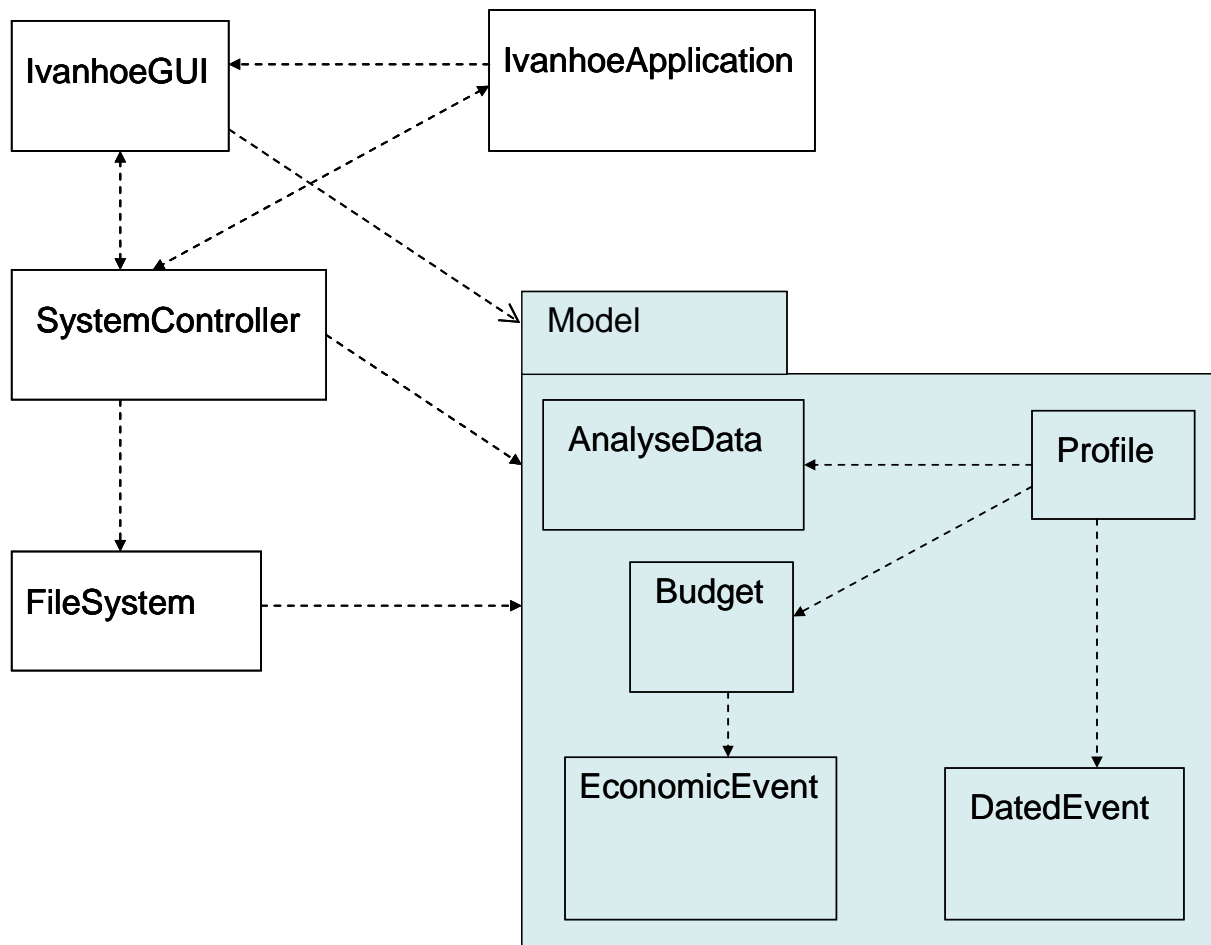 IvanhoeGUI
IvanhoeApplication
SystemController
Model
AnalyseData
Profile
Budget
FileSystem
EconomicEvent
DatedEvent